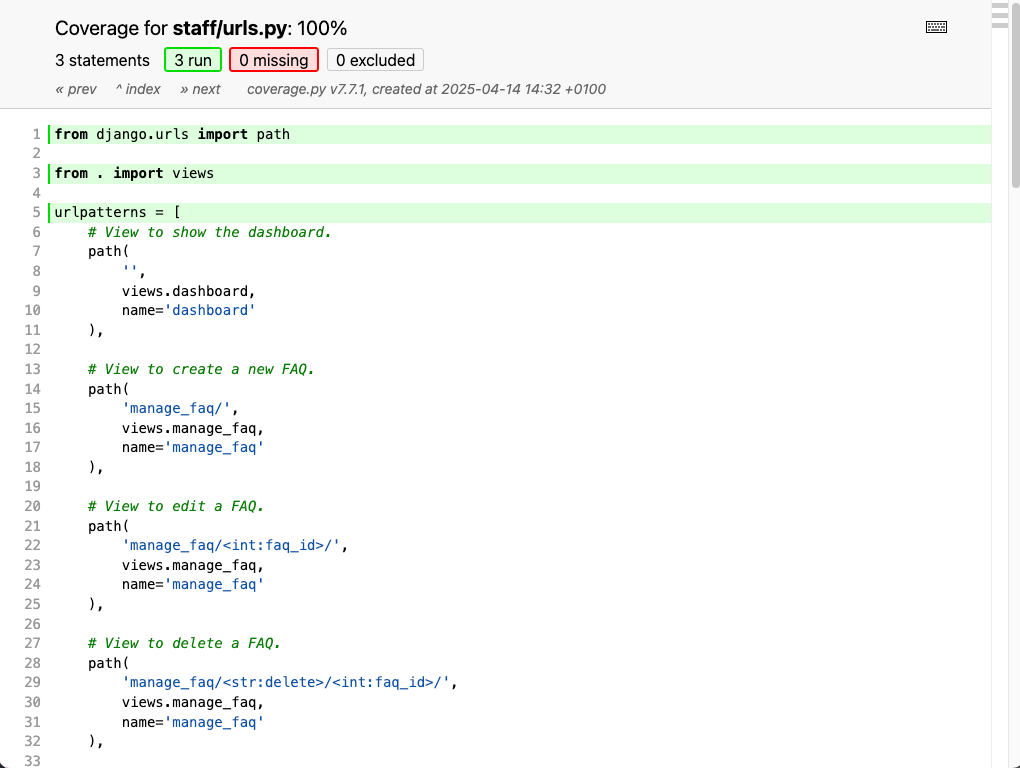 Coverage for staff/urls.py: 100%
3 statements 3 run 0 missing 0 excluded
« prev ^ index » next coverage.py v7.7.1, created at 2025-04-14 14:32 +0100
1 from django.urls import path
2
3 from . import views
4
5 urlpatterns = [
6     # View to show the dashboard.
7     path(
8         '',
9         views.dashboard,
10         name='dashboard'
11     ),
12
13     # View to create a new FAQ.
14     path(
15         'manage_faq/',
16         views.manage_faq,
17         name='manage_faq'
18     ),
19
20     # View to edit a FAQ.
21     path(
22         'manage_faq/<int:faq_id>/',
23         views.manage_faq,
24         name='manage_faq'
25     ),
26
27     # View to delete a FAQ.
28     path(
29         'manage_faq/<str:delete>/<int:faq_id>/',
30         views.manage_faq,
31         name='manage_faq'
32     ),
33